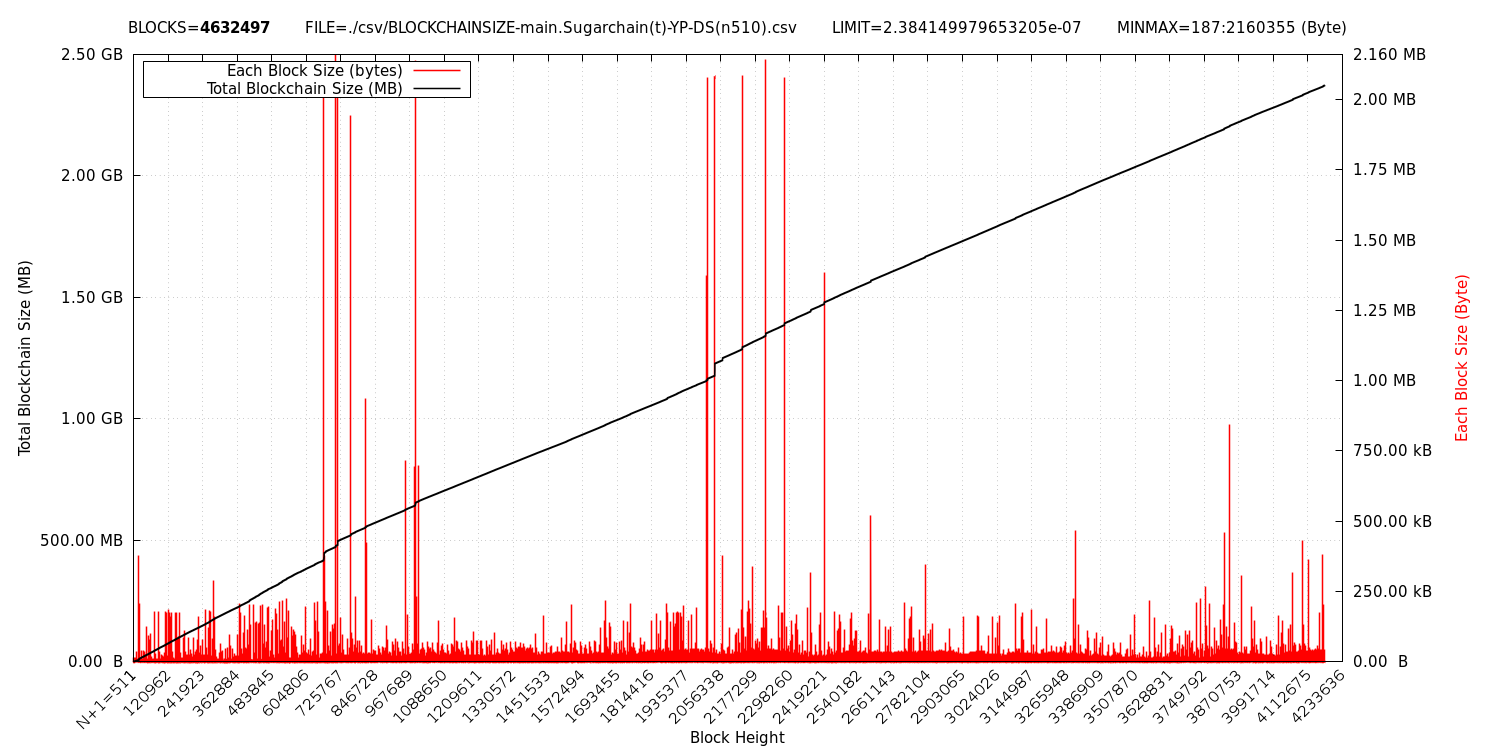 BLOCKS=4632497 FILE=./csv/BLOCKCHAINSIZE-main.Sugarchain(t)-YP-DS(n510).csv LIMIT=2.384149979653205e-07 MINMAX=187:2160355 (Byte)
Each Block Size (bytes)
Total Blockchain Size (MB)
2.50 GB
2.00 GB
1.50 GB
1.00 GB
500.00 MB
0.00 B
Total Blockchain Size (MB)
2.160 MB
2.00 MB
1.75 MB
1.50 MB
1.25 MB
1.00 MB
750.00 kB
500.00 kB
250.00 kB
0.00 B
Each Block Size (Byte)
N+1=511
120962
241923
362884
483845
604806
725767
846728
967689
1088650
1209611
1330572
1451533
1572494
1693455
1814416
1935377
2056338
2177299
2298260
2419221
2540182
2661143
2782104
2903065
3024026
3144987
3265948
3386909
3507870
3628831
3749792
3870753
3991714
4112675
4233636
Block Height